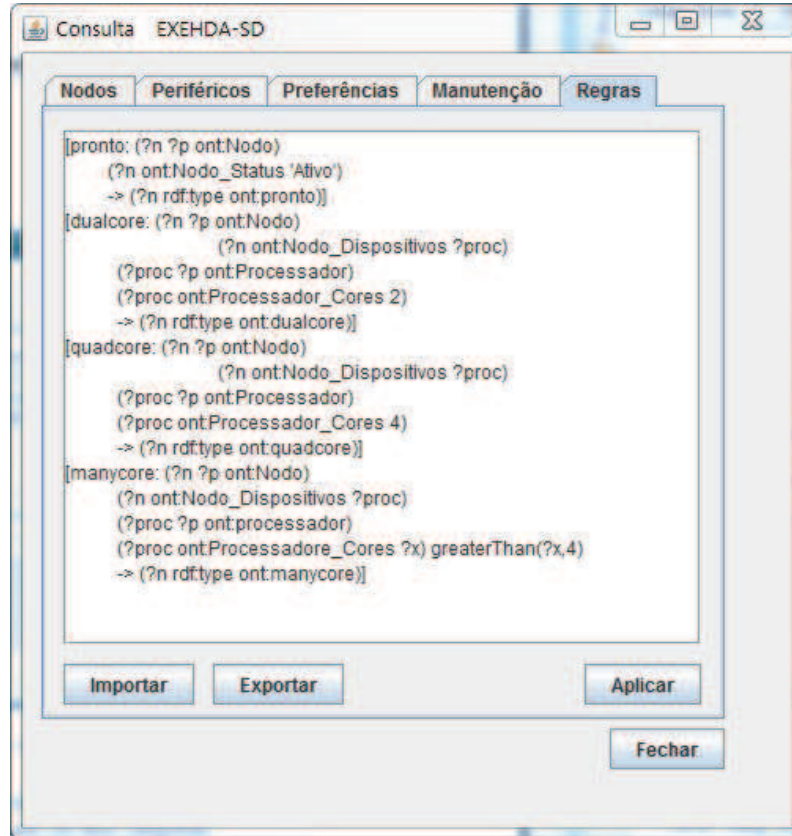 Consulta EXEHDA-SD
Nodos Periféricos Preferências Manutenção Regras
[pronto: (?n ?p ont:Nodo)
(?n ont:Nodo_Status 'Ativo')
-> (?n rdf:type ont:pronto)]
[dualcore: (?n ?p ont:Nodo)
(?n ont:Nodo_Dispositivos ?proc)
(?proc ?p ont:Processador)
(?proc ont:Processador_Cores 2)
-> (?n rdf:type ont:dualcore)]
[quadcore: (?n ?p ont:Nodo)
(?n ont:Nodo_Dispositivos ?proc)
(?proc ?p ont:Processador)
(?proc ont:Processador_Cores 4)
-> (?n rdf:type ont:quadcore)]
[manycore: (?n ?p ont:Nodo)
(?n ont:Nodo_Dispositivos ?proc)
(?proc ?p ont:processador)
(?proc ont:Processadore_Cores ?x) greaterThan(?x,4)
-> (?n rdf:type ont:manycore)]
Importar Exportar Aplicar
Fechar